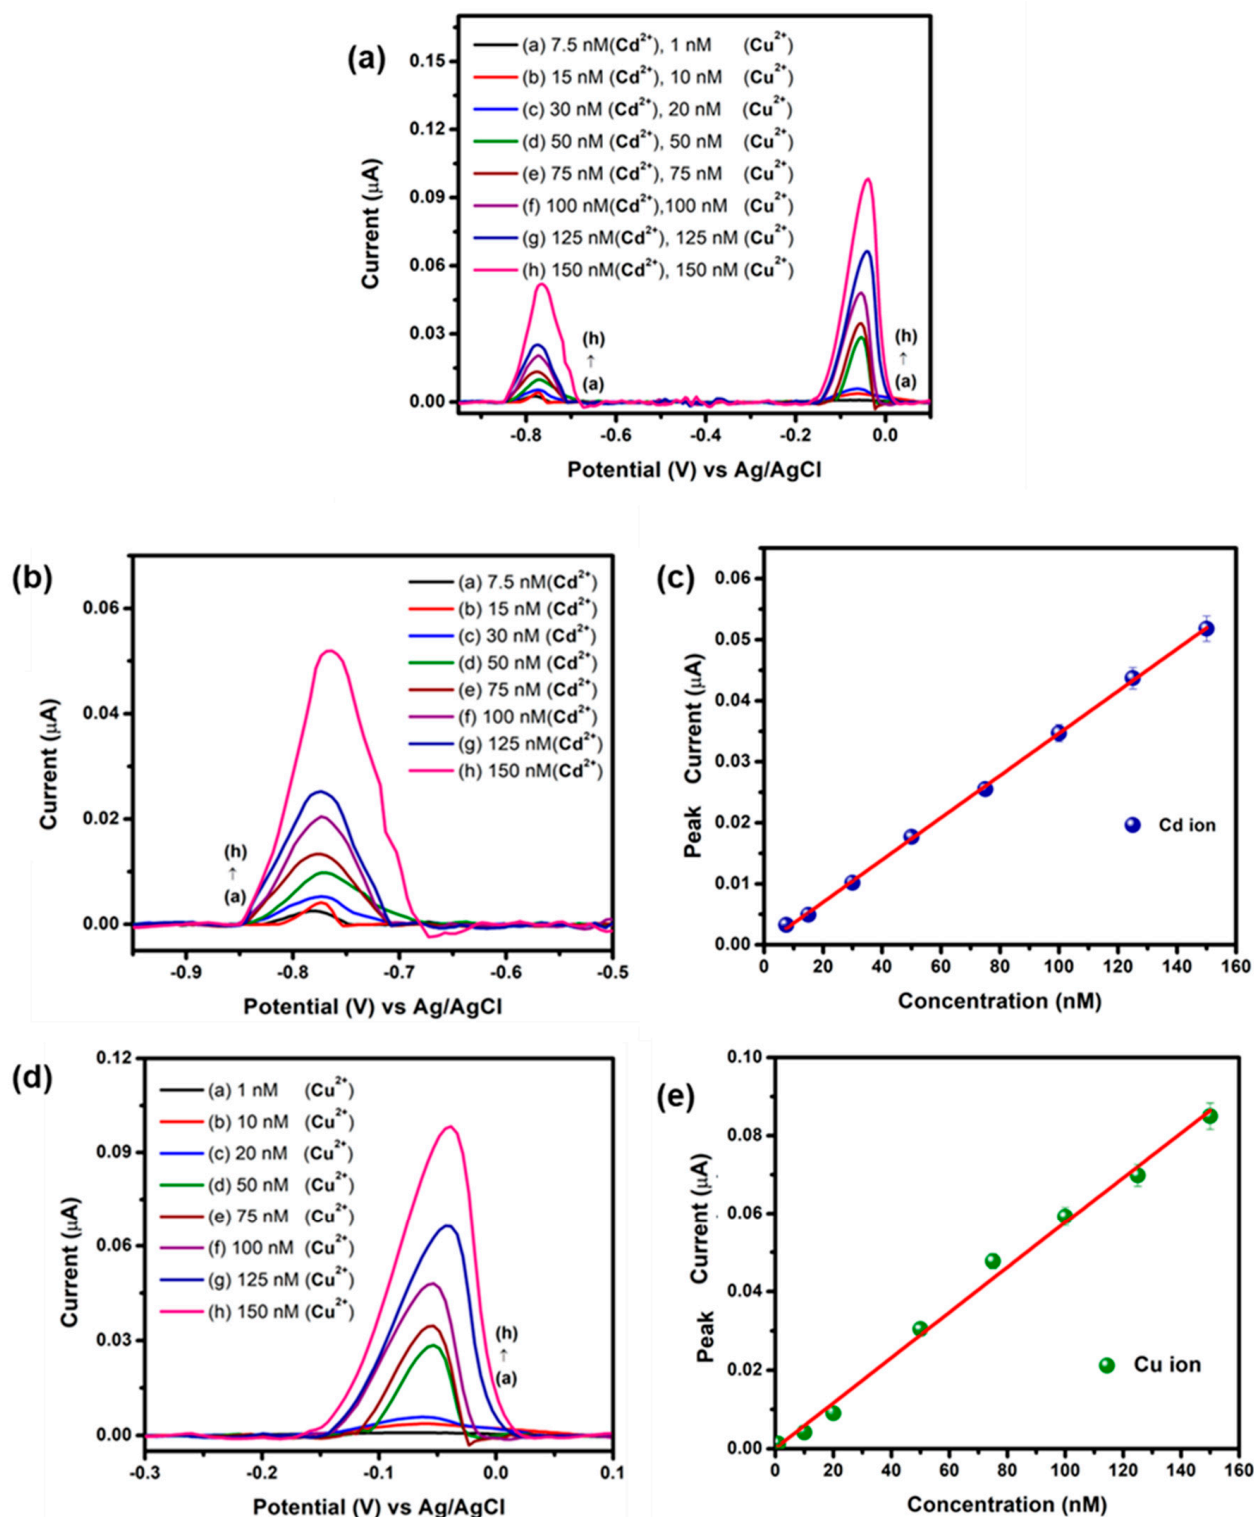 (a)
(a) 7.5 nM(Cd²⁺), 1 nM (Cu²⁺)
(b) 15 nM (Cd²⁺), 10 nM (Cu²⁺)
(c) 30 nM (Cd²⁺), 20 nM (Cu²⁺)
(d) 50 nM (Cd²⁺), 50 nM (Cu²⁺)
(e) 75 nM (Cd²⁺), 75 nM (Cu²⁺)
(f) 100 nM(Cd²⁺),100 nM (Cu²⁺)
(g) 125 nM(Cd²⁺), 125 nM (Cu²⁺)
(h) 150 nM(Cd²⁺), 150 nM (Cu²⁺)
0.15
0.12
0.09
0.06
0.03
0.00
Current (µA)
(h)
↑
(a)
(h)
↑
(a)
-0.8 -0.6 -0.4 -0.2 0.0
Potential (V) vs Ag/AgCl
(b)
(a) 7.5 nM(Cd²⁺)
(b) 15 nM (Cd²⁺)
(c) 30 nM (Cd²⁺)
(d) 50 nM (Cd²⁺)
(e) 75 nM (Cd²⁺)
(f) 100 nM(Cd²⁺)
(g) 125 nM(Cd²⁺)
(h) 150 nM(Cd²⁺)
0.06
0.04
0.02
0.00
Current (µA)
(h)
↑
(a)
-0.9 -0.8 -0.7 -0.6 -0.5
Potential (V) vs Ag/AgCl
(c)
0.06
0.05
0.04
0.03
0.02
0.01
0.00
Peak Current (µA)
Cd ion
0 20 40 60 80 100 120 140 160
Concentration (nM)
(d)
(a) 1 nM (Cu²⁺)
(b) 10 nM (Cu²⁺)
(c) 20 nM (Cu²⁺)
(d) 50 nM (Cu²⁺)
(e) 75 nM (Cu²⁺)
(f) 100 nM (Cu²⁺)
(g) 125 nM (Cu²⁺)
(h) 150 nM (Cu²⁺)
0.12
0.09
0.06
0.03
0.00
Current (µA)
(h)
↑
(a)
-0.3 -0.2 -0.1 0.0 0.1
Potential (V) vs Ag/AgCl
(e)
0.10
0.08
0.06
0.04
0.02
0.00
Peak Current (µA)
Cu ion
0 20 40 60 80 100 120 140 160
Concentration (nM)